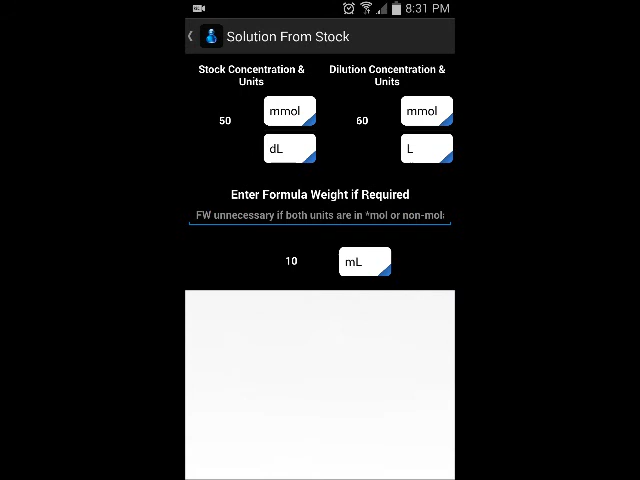 8:31 PM
Solution From Stock
Stock Concentration &
Units
Dilution Concentration &
Units
50
mmol
dL
60
mmol
L
Enter Formula Weight if Required
FW unnecessary if both units are in *mol or non-mol
10
mL